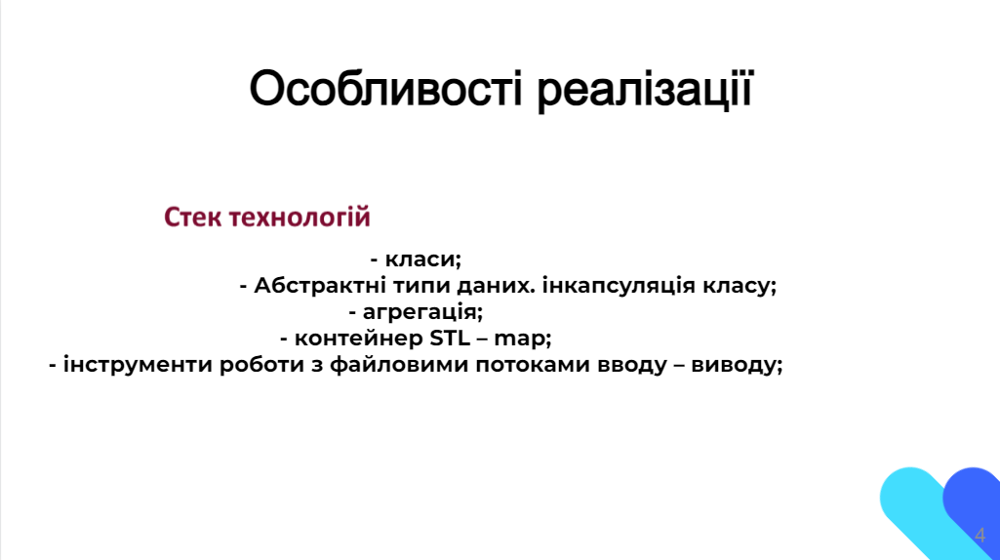 Особливості реалізації
Стек технологій
- класи;
- Абстрактні типи даних. інкапсуляція класу;
- агрегація;
- контейнер STL – map;
- інструменти роботи з файловими потоками вводу – виводу;
4